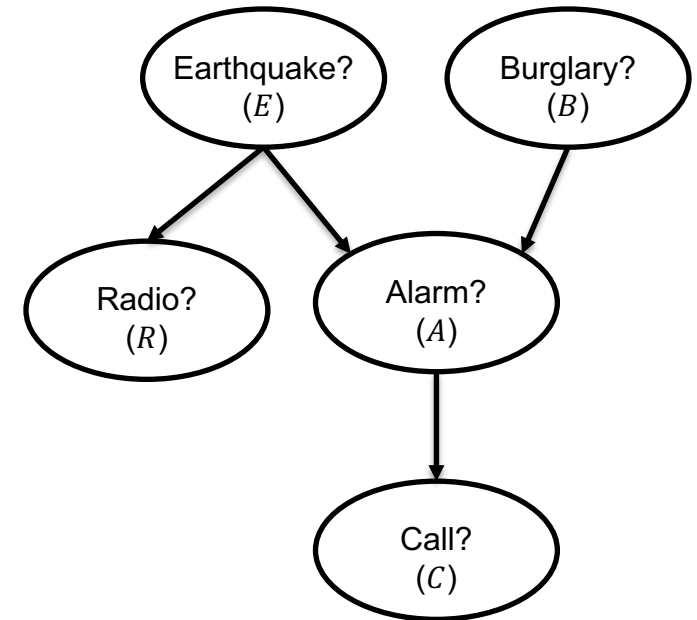 Earthquake?
(E)
Burglary?
(B)
Radio?
(R)
Alarm?
(A)
Call?
(C)